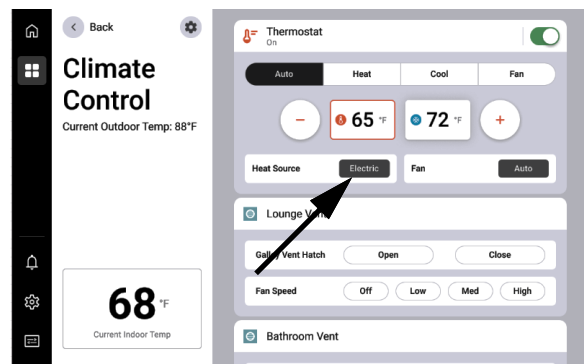 Back
Climate
Control
Current Outdoor Temp: 88°F
68 °F
Current Indoor Temp
Thermostat
On
Auto Heat Cool Fan
− 65 °F 72 °F +
Heat Source Electric Fan Auto
Lounge Vent
Galley Vent Hatch Open Close
Fan Speed Off Low Med High
Bathroom Vent